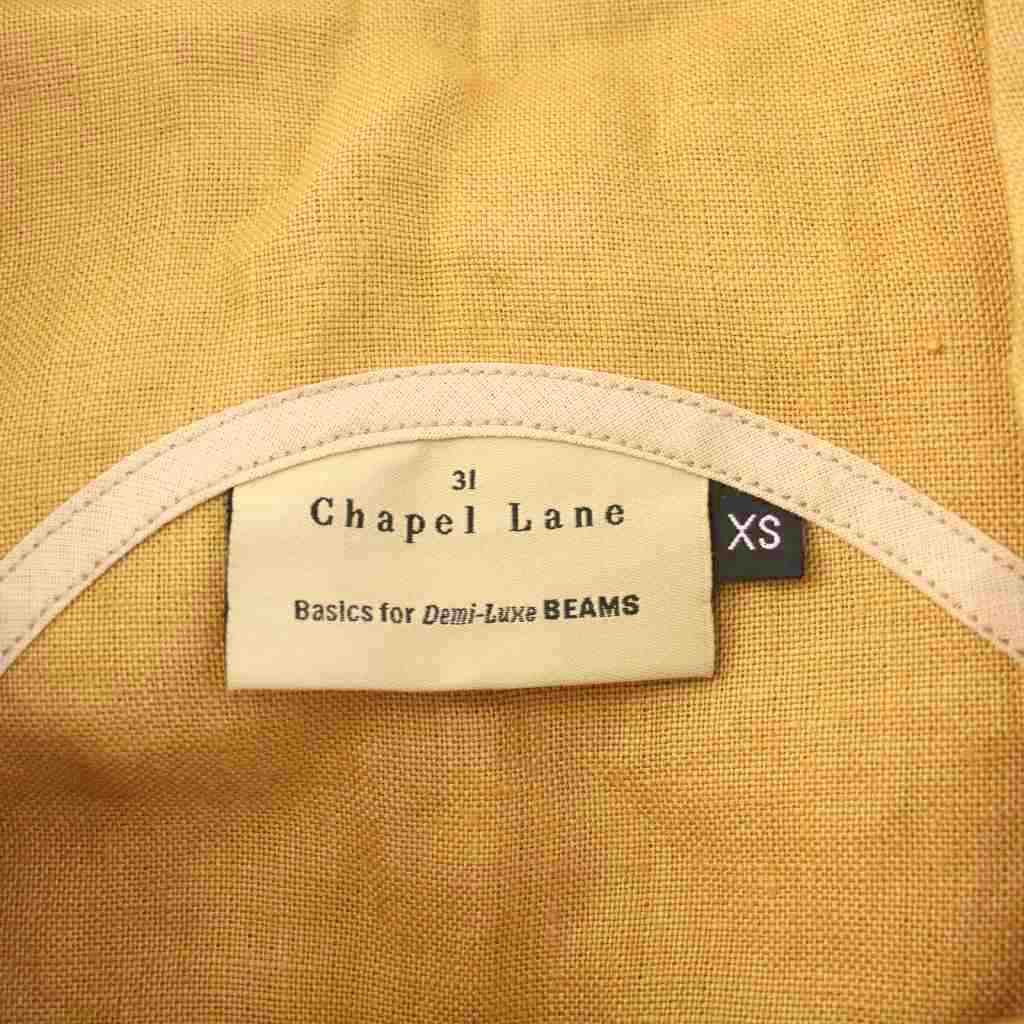 31
Chapel Lane
XS
Basics for Demi-Luxe BEAMS